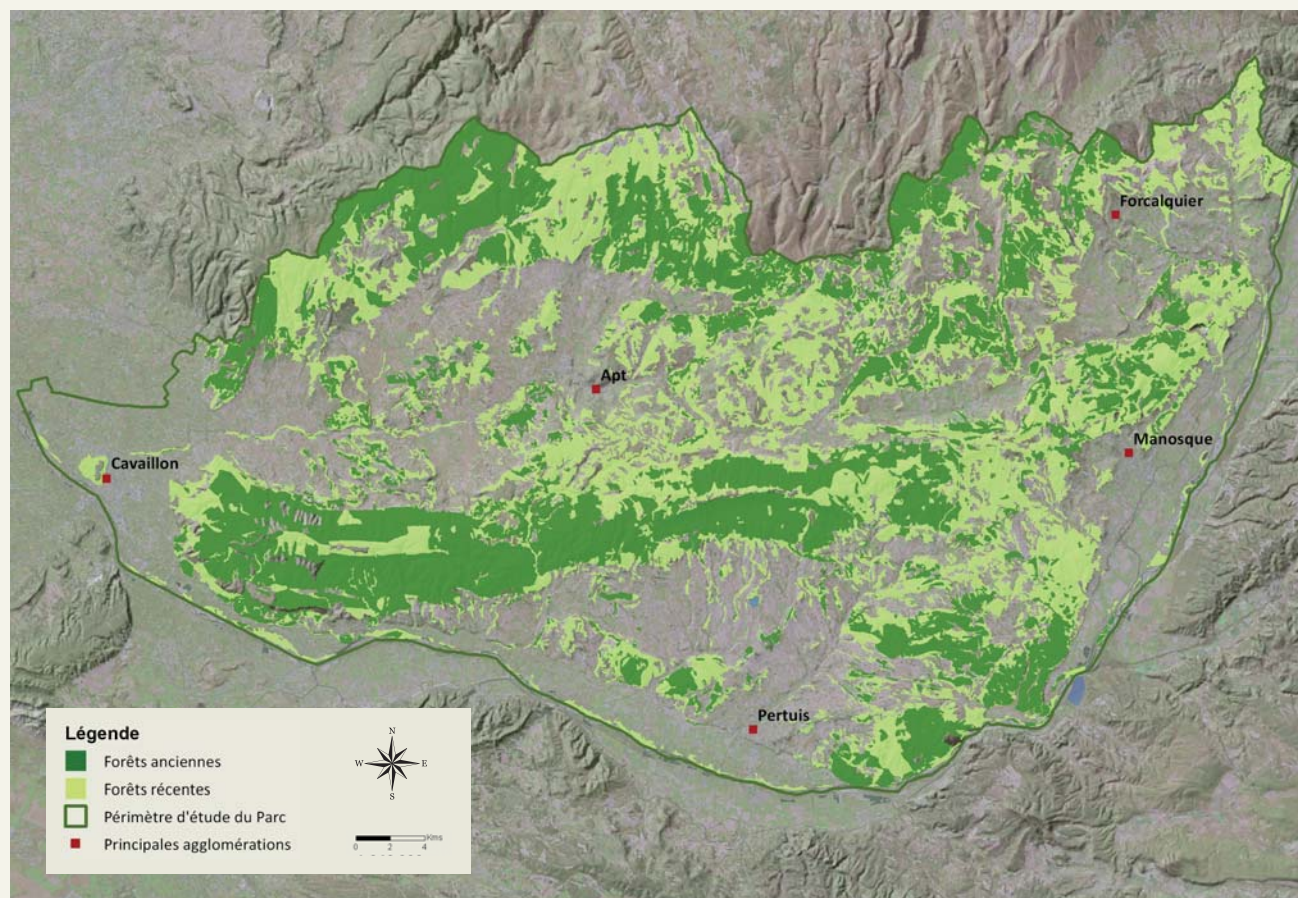 Forcalquier
Apt
Manosque
Cavaillon
Pertuis
Légende
Forêts anciennes
Forêts récentes
Périmètre d'étude du Parc
Principales agglomérations
N
W E
S
Kms
0 2 4